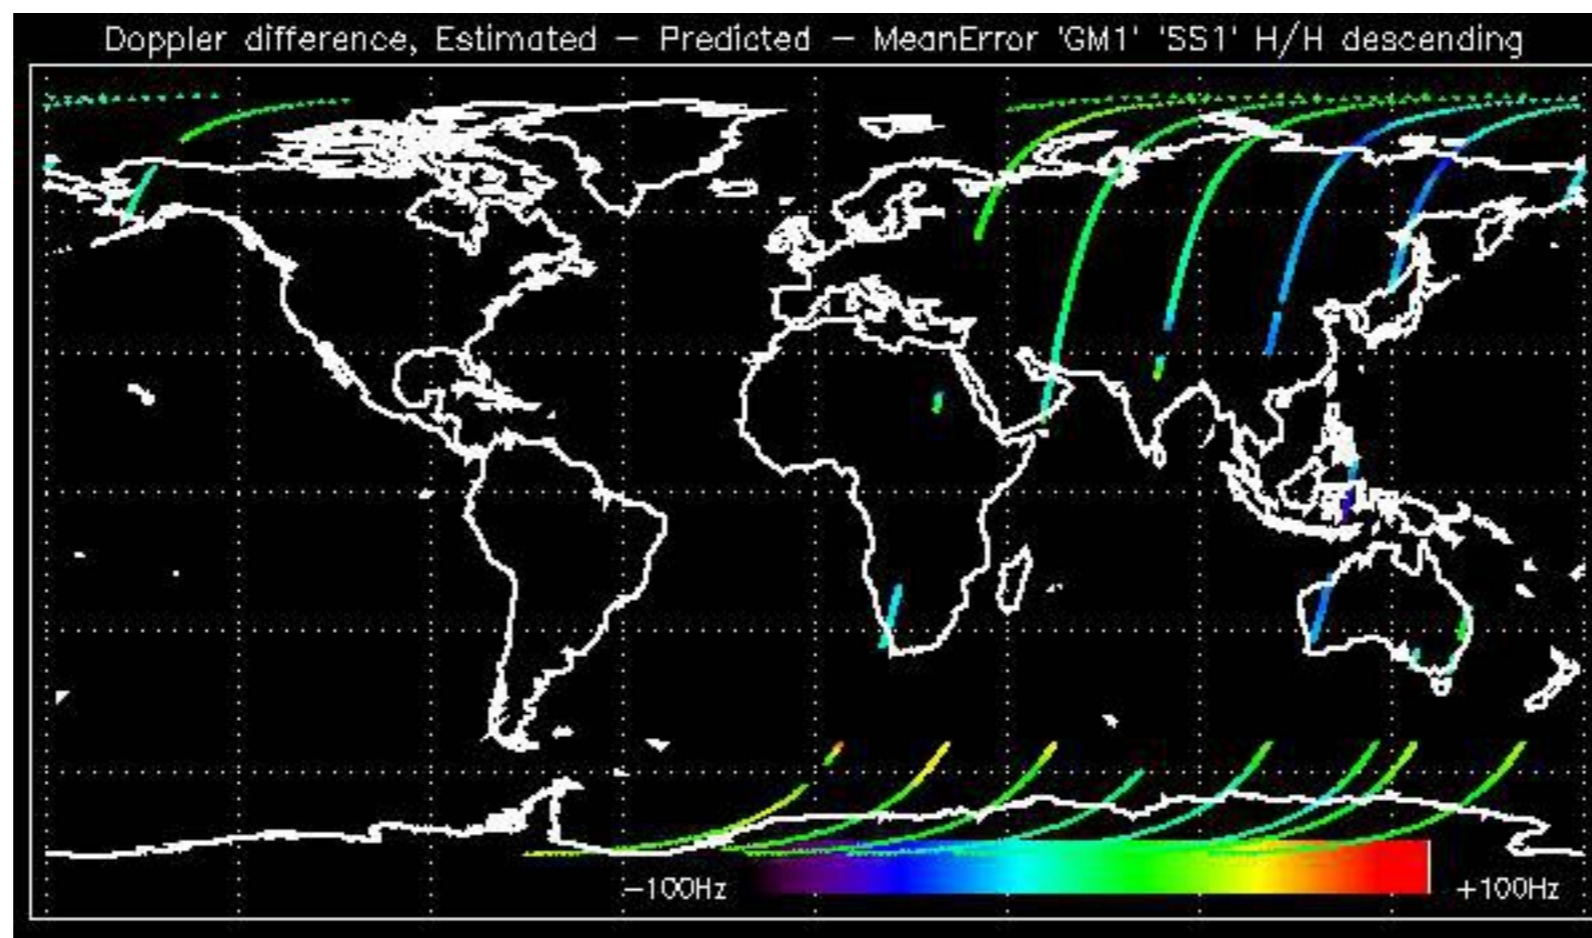 Doppler difference, Estimated – Predicted – MeanError 'GM1' 'SS1' H/H descending
–100Hz
+100Hz